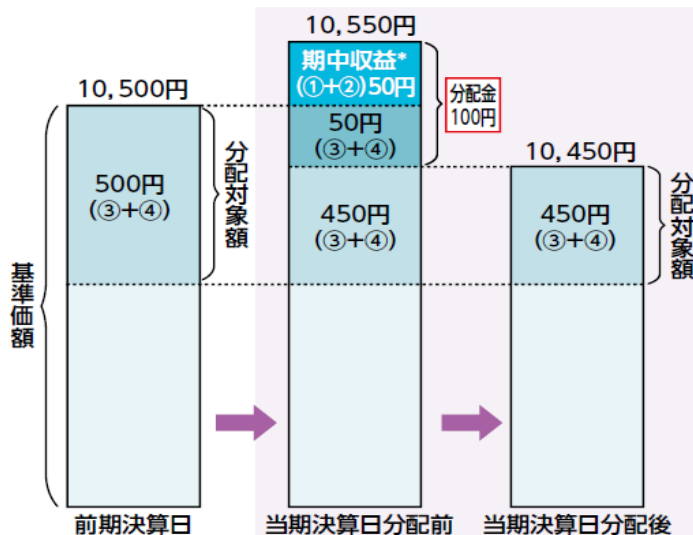 10,550円
期中収益*
(①+②)50円
分配金
100円
10,500円
50円
(③+④)
10,450円
500円
(③+④)
分配対象額
450円
(③+④)
450円
(③+④)
分配対象額
基準価額
前期決算日
当期決算日分配前
当期決算日分配後